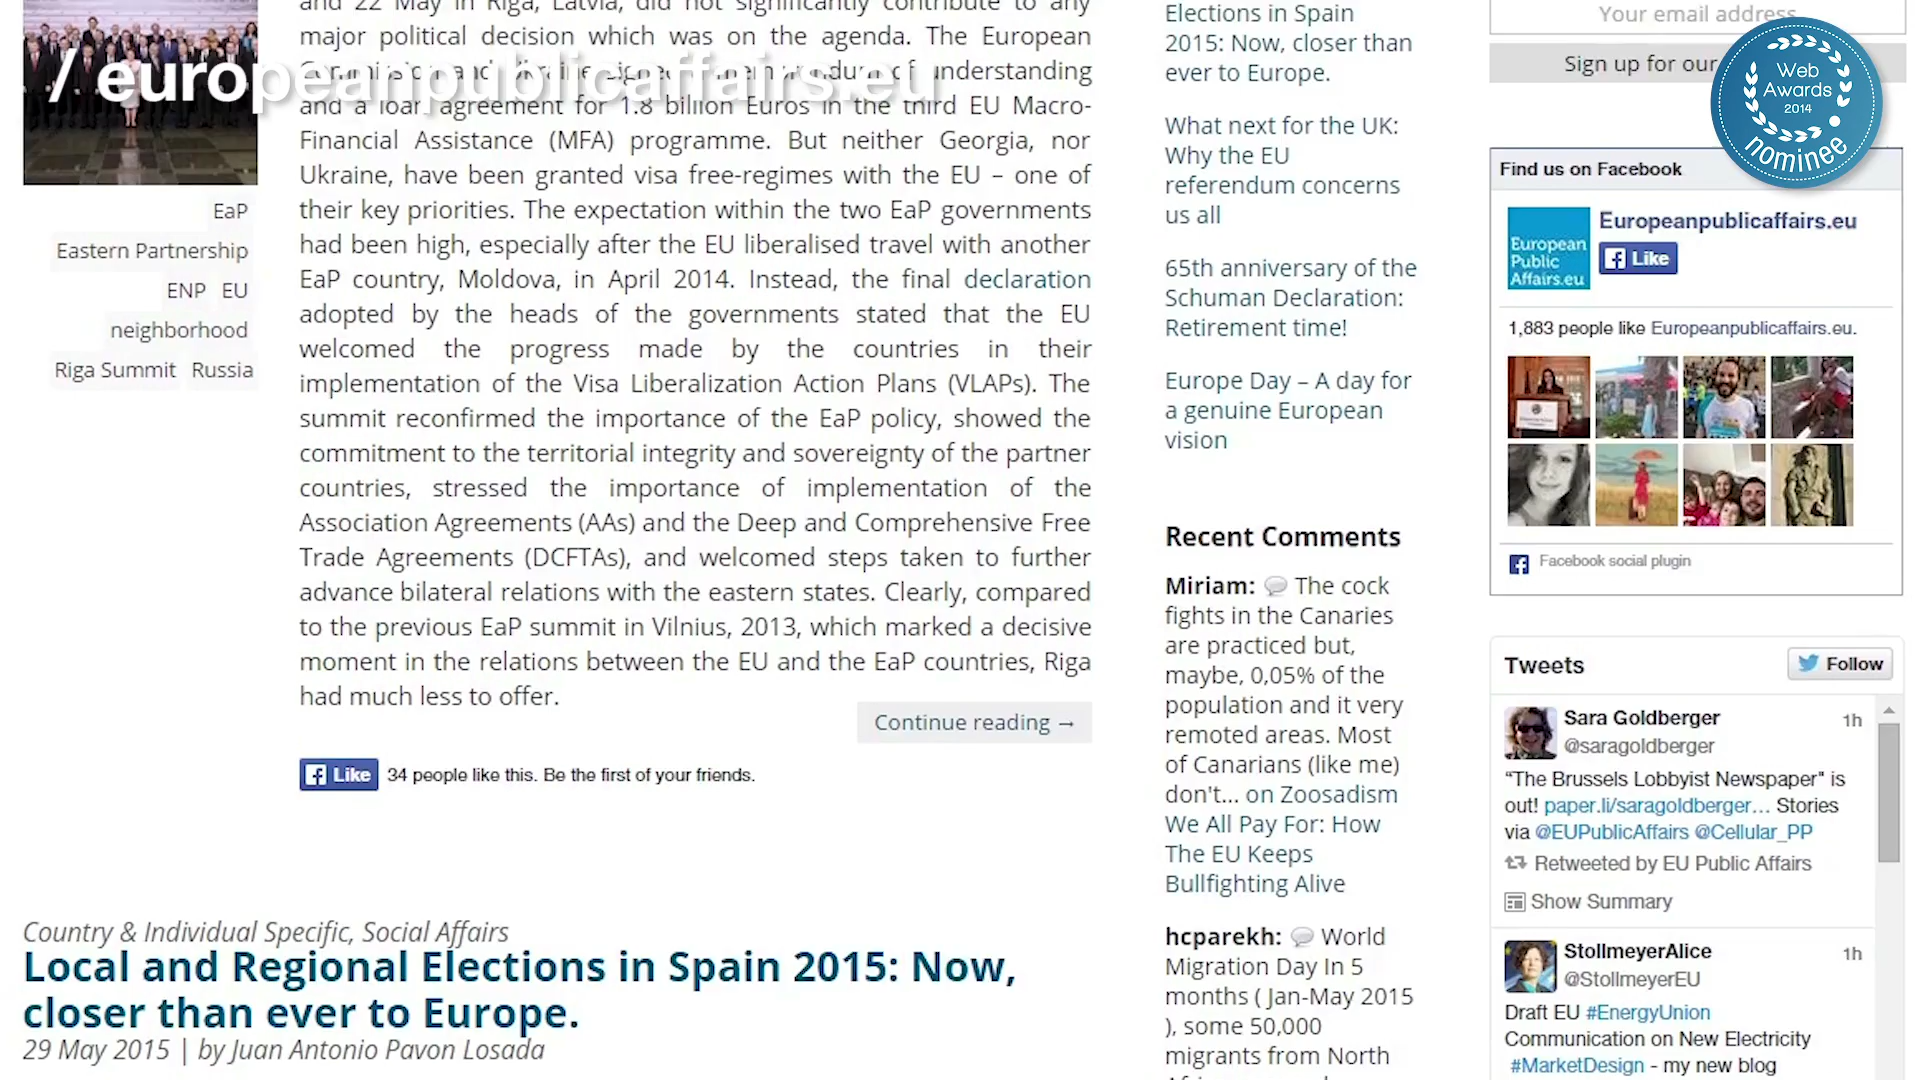 and 22 May in Riga, Latvia, did not significantly contribute to any
major political decision which was on the agenda. The European
/ europeanpublicaffairs.eu
Commission and Ukraine signed a memorandum of understanding
and a loan agreement for 1.8 billion Euros in the third EU Macro-
Financial Assistance (MFA) programme. But neither Georgia, nor
Ukraine, have been granted visa free-regimes with the EU – one of
their key priorities. The expectation within the two EaP governments
had been high, especially after the EU liberalised travel with another
EaP country, Moldova, in April 2014. Instead, the final declaration
adopted by the heads of the governments stated that the EU
welcomed the progress made by the countries in their
implementation of the Visa Liberalization Action Plans (VLAPs). The
summit reconfirmed the importance of the EaP policy, showed the
commitment to the territorial integrity and sovereignty of the partner
countries, stressed the importance of implementation of the
Association Agreements (AAs) and the Deep and Comprehensive Free
Trade Agreements (DCFTAs), and welcomed steps taken to further
advance bilateral relations with the eastern states. Clearly, compared
to the previous EaP summit in Vilnius, 2013, which marked a decisive
moment in the relations between the EU and the EaP countries, Riga
had much less to offer.
Continue reading →
Like 34 people like this. Be the first of your friends.
EaP
Eastern Partnership
ENP EU
neighborhood
Riga Summit Russia
Country & Individual Specific, Social Affairs
Local and Regional Elections in Spain 2015: Now,
closer than ever to Europe.
29 May 2015 | by Juan Antonio Pavon Losada
Elections in Spain
2015: Now, closer than
ever to Europe.
What next for the UK:
Why the EU
referendum concerns
us all
65th anniversary of the
Schuman Declaration:
Retirement time!
Europe Day – A day for
a genuine European
vision
Recent Comments
Miriam: The cock
fights in the Canaries
are practiced but,
maybe, 0,05% of the
population and it very
remoted areas. Most
of Canarians (like me)
don't... on Zoosadism
We All Pay For: How
The EU Keeps
Bullfighting Alive
hcparekh: World
Migration Day In 5
months ( Jan-May 2015
), some 50,000
migrants from North
Your email address
Sign up for our
Web
Awards
2014
nominee
Find us on Facebook
European
Public
Affairs.eu
Europeanpublicaffairs.eu
Like
1,883 people like Europeanpublicaffairs.eu.
Facebook social plugin
Tweets
Follow
Sara Goldberger 1h
@saragoldberger
"The Brussels Lobbyist Newspaper" is
out! paper.li/saragoldberger… Stories
via @EUPublicAffairs @Cellular_PP
Retweeted by EU Public Affairs
Show Summary
StollmeyerAlice 1h
@StollmeyerEU
Draft EU #EnergyUnion
Communication on New Electricity
#MarketDesign - my new blog